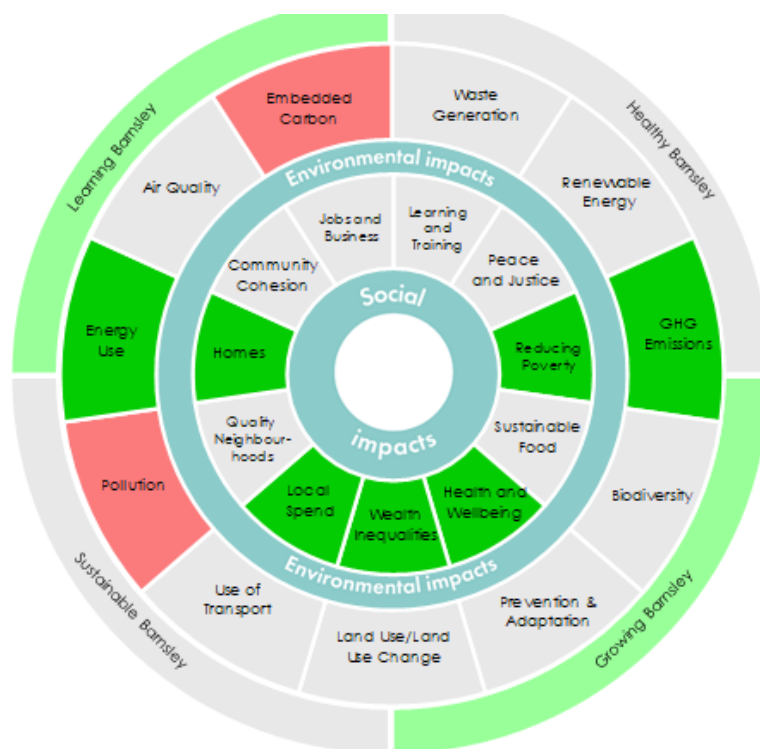 Learning Barnsley
Healthy Barnsley
Growing Barnsley
Sustainable Barnsley
Embedded
Carbon
Waste
Generation
Renewable
Energy
GHG
Emissions
Biodiversity
Prevention &
Adaptation
Land Use/Land
Use Change
Use of
Transport
Pollution
Energy
Use
Air Quality
Environmental impacts
Environmental impacts
Jobs and
Business
Learning
and
Training
Peace
and Justice
Reducing
Poverty
Sustainable
Food
Health and
Wellbeing
Wealth
Inequalities
Local
Spend
Quality
Neighbour-
hoods
Homes
Community
Cohesion
Social
impacts